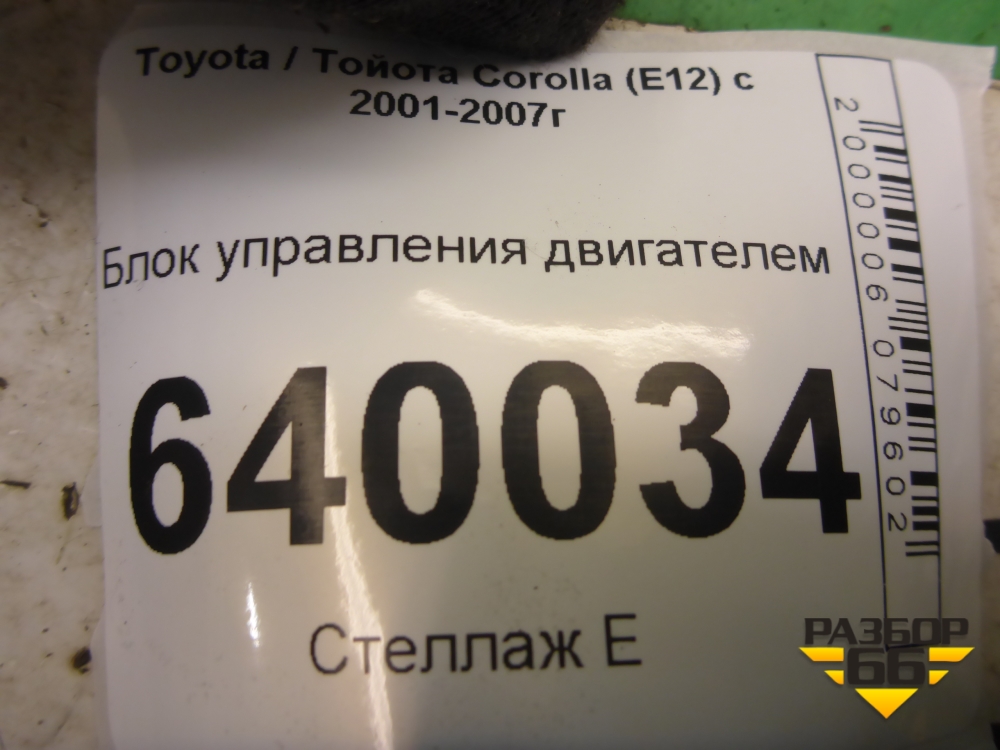 Toyota / Тойота Corolla (E12) с
2001-2007г
Блок управления двигателем
640034
Стеллаж Е
2000006079602
РАЗБОР
66